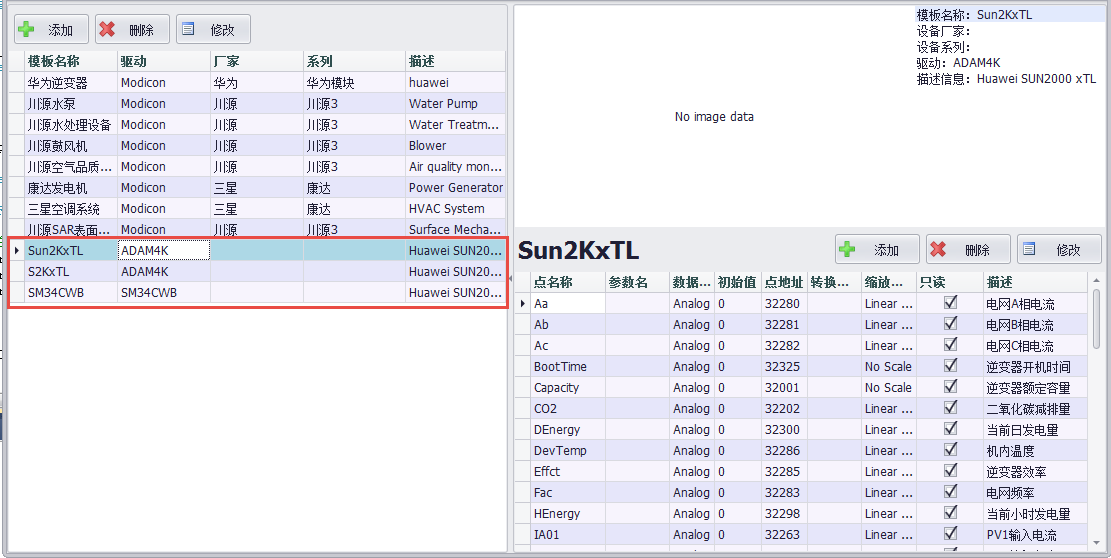 添加 删除 修改
模板名称 驱动 厂家 系列 描述
华为逆变器 Modicon 华为 华为模块 huawei
川源水泵 Modicon 川源 川源3 Water Pump
川源水处理设备 Modicon 川源 川源3 Water Treatm...
川源鼓风机 Modicon 川源 川源3 Blower
川源空气品质... Modicon 川源 川源3 Air quality mon...
康达发电机 Modicon 三星 康达 Power Generator
三星空调系统 Modicon 三星 康达 HVAC System
川源SAR表面... Modicon 川源 川源3 Surface Mecha...
Sun2KxTL ADAM4K Huawei SUN20...
S2KxTL ADAM4K Huawei SUN20...
SM34CWB SM34CWB Huawei SUN20...
No image data
模板名称: Sun2KxTL
设备厂家:
设备系列:
驱动: ADAM4K
描述信息: Huawei SUN2000 xTL
Sun2KxTL 添加 删除 修改
点名称 参数名 数据... 初始值 点地址 转换... 缩放... 只读 描述
Aa Analog 0 32280 Linear ... 电网A相电流
Ab Analog 0 32281 Linear ... 电网B相电流
Ac Analog 0 32282 Linear ... 电网C相电流
BootTime Analog 0 32325 No Scale 逆变器开机时间
Capacity Analog 0 32001 No Scale 逆变器额定容量
CO2 Analog 0 32202 Linear ... 二氧化碳减排量
DEnergy Analog 0 32300 Linear ... 当前日发电量
DevTemp Analog 0 32286 Linear ... 机内温度
Effct Analog 0 32285 Linear ... 逆变器效率
Fac Analog 0 32283 Linear ... 电网频率
HEnergy Analog 0 32298 Linear ... 当前小时发电量
IA01 Analog 0 32263 Linear ... PV1输入电流